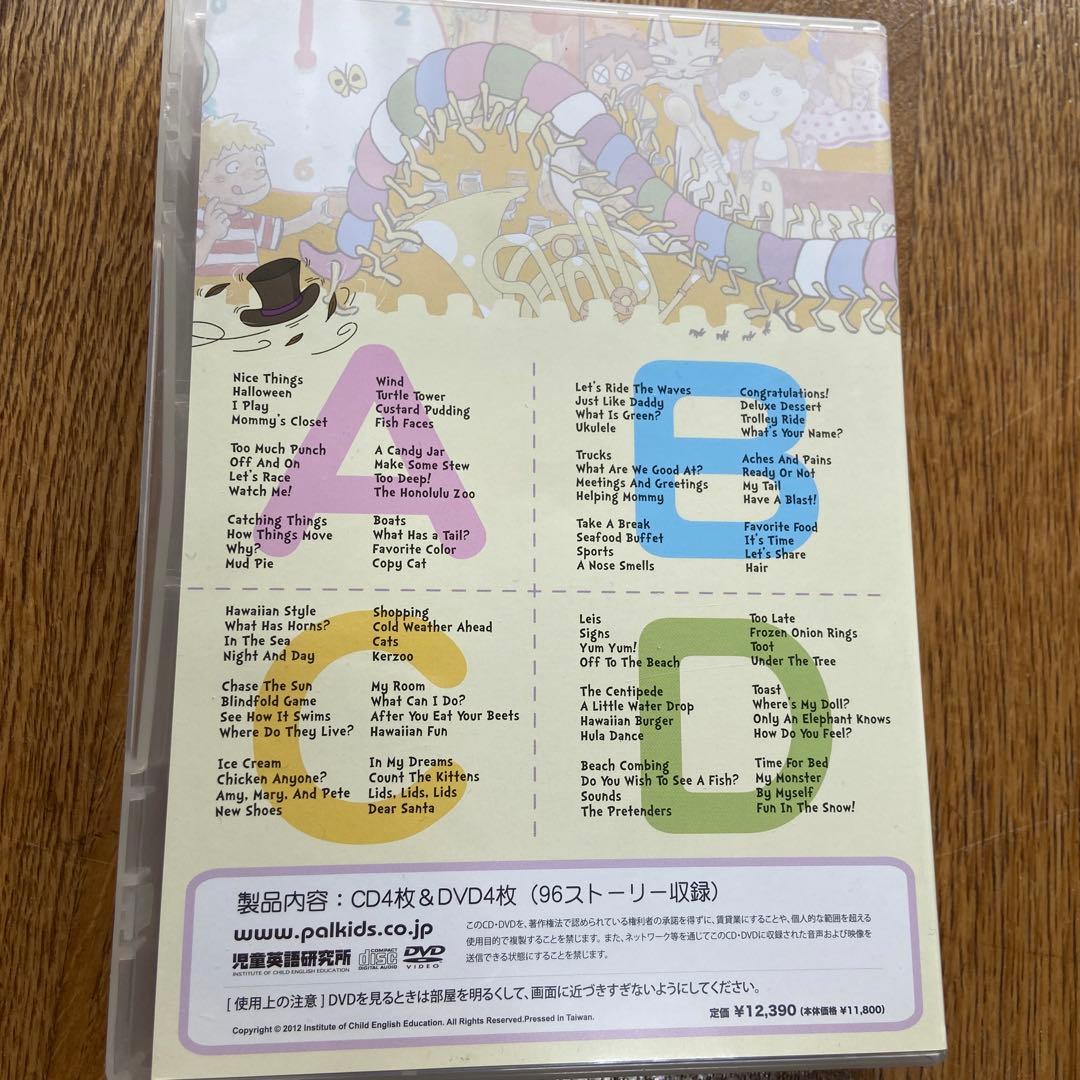 2
6
A
Nice Things
Halloween
I Play
Mommy's Closet
Wind
Turtle Tower
Custard Pudding
Fish Faces
Too Much Punch
Off And On
Let's Race
Watch Me!
A Candy Jar
Make Some Stew
Too Deep!
The Honolulu Zoo
Catching Things
How Things Move
Why?
Mud Pie
Boats
What Has a Tail?
Favorite Color
Copy Cat
B
Let's Ride The Waves
Just Like Daddy
What Is Green?
Ukulele
Congratulations!
Deluxe Dessert
Trolley Ride
What's Your Name?
Trucks
What Are We Good At?
Meetings And Greetings
Helping Mommy
Aches And Pains
Ready Or Not
My Tail
Have A Blast!
Take A Break
Seafood Buffet
Sports
A Nose Smells
Favorite Food
It's Time
Let's Share
Hair
C
Hawaiian Style
What Has Horns?
In The Sea
Night And Day
Shopping
Cold Weather Ahead
Cats
Kerzoo
Chase The Sun
Blindfold Game
See How It Swims
Where Do They Live?
My Room
What Can I Do?
After You Eat Your Beets
Hawaiian Fun
Ice Cream
Chicken Anyone?
Amy, Mary, And Pete
New Shoes
In My Dreams
Count The Kittens
Lids, Lids, Lids
Dear Santa
D
Leis
Signs
Yum Yum!
Off To The Beach
Too Late
Frozen Onion Rings
Toot
Under The Tree
The Centipede
A Little Water Drop
Hawaiian Burger
Hula Dance
Toast
Where's My Doll?
Only An Elephant Knows
How Do You Feel?
Beach Combing
Do You Wish To See A Fish?
Sounds
The Pretenders
Time For Bed
My Monster
By Myself
Fun In The Snow!
製品内容：CD4枚＆DVD4枚（96ストーリー収録）
www.palkids.co.jp
児童英語研究所
INSTITUTE OF CHILD ENGLISH EDUCATION
COMPACT
disc
DIGITAL AUDIO
DVD
VIDEO
このCD・DVDを、著作権法で認められている権利者の承諾を得ずに、賃貸業にすることや、個人的な範囲を超える
使用目的で複製することを禁じます。また、ネットワーク等を通じてこのCD・DVDに収録された音声および映像を
送信できる状態にすることを禁じます。
[ 使用上の注意 ] DVDを見るときは部屋を明るくして、画面に近づきすぎないようにしてください。
定価 ¥12,390 (本体価格 ¥11,800)
Copyright © 2012 Institute of Child English Education. All Rights Reserved.Pressed in Taiwan.